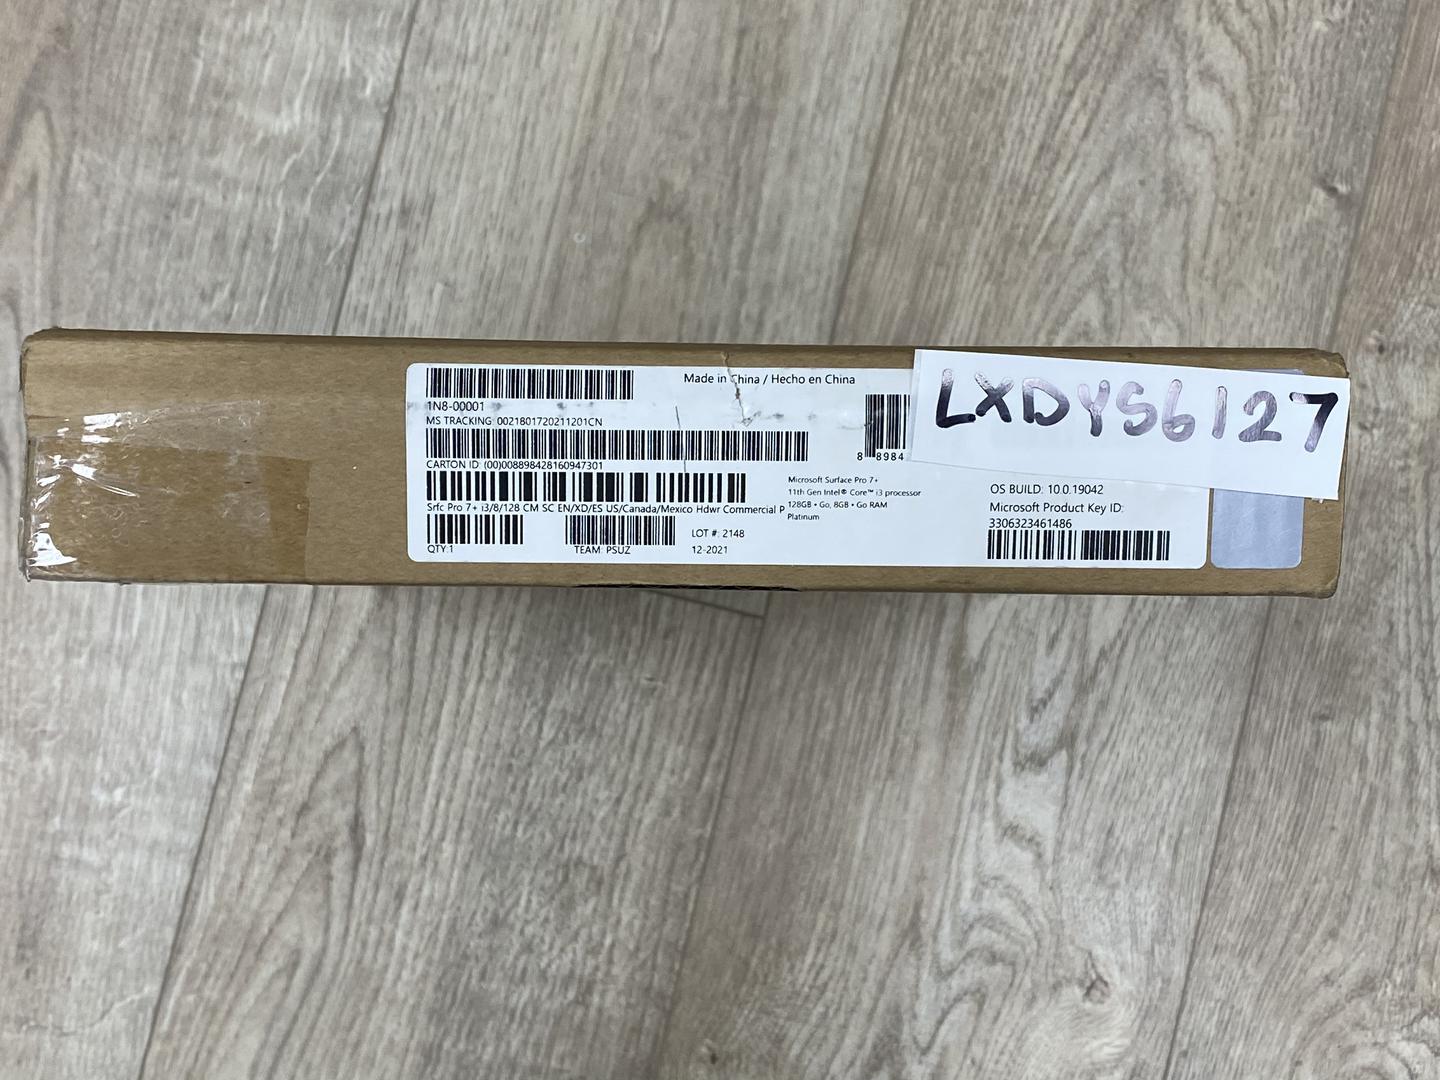 Made in China / Hecho en China
1N8-00001
MS TRACKING: 0021801720211201CN
CARTON ID (00)008898428160947301
Srfc Pro 7+ i3/8/128 CM SC EN/XD/ES US/Canada/Mexico Hdwr Commercial P
QTY:1
TEAM: PSUZ
LOT #: 2148
12-2021
8 8984
Microsoft Surface Pro 7+
11th Gen Intel® Core™ i3 processor
128GB • Go, 8GB • Go RAM
Platinum
LXDYS6127
OS BUILD: 10.0.19042
Microsoft Product Key ID:
3306323461486